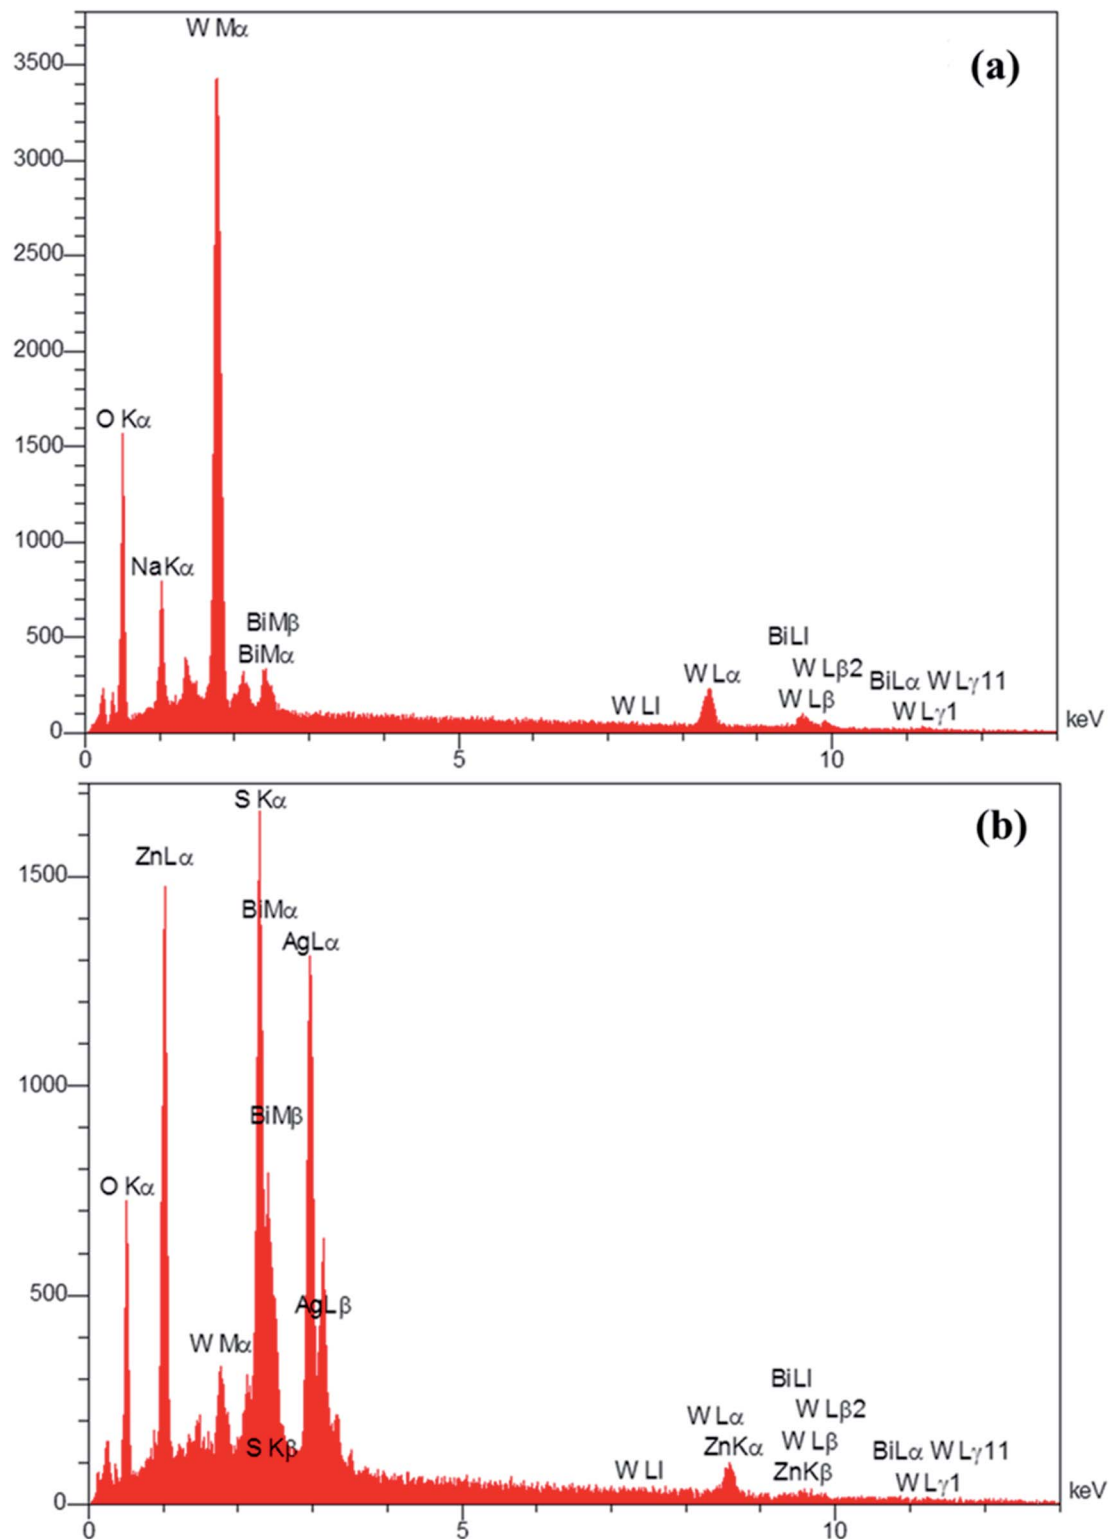 W Mα
(a)
3500
3000
2500
2000
O Kα
1500
1000
NaKα
BiMβ
500
BiMα
BiLl
W Lα
W Lβ2
BiLα W Lγ11
W Ll
W Lβ
W Lγ1
0
keV
0
5
10
S Kα
(b)
ZnLα
1500
BiMα
AgLα
1000
BiMβ
O Kα
500
AgLβ
W Mα
BiLl
W Lα
W Lβ2
S Kβ
ZnKα
W Lβ
BiLα W Lγ11
W Ll
ZnKβ
W Lγ1
0
keV
0
5
10